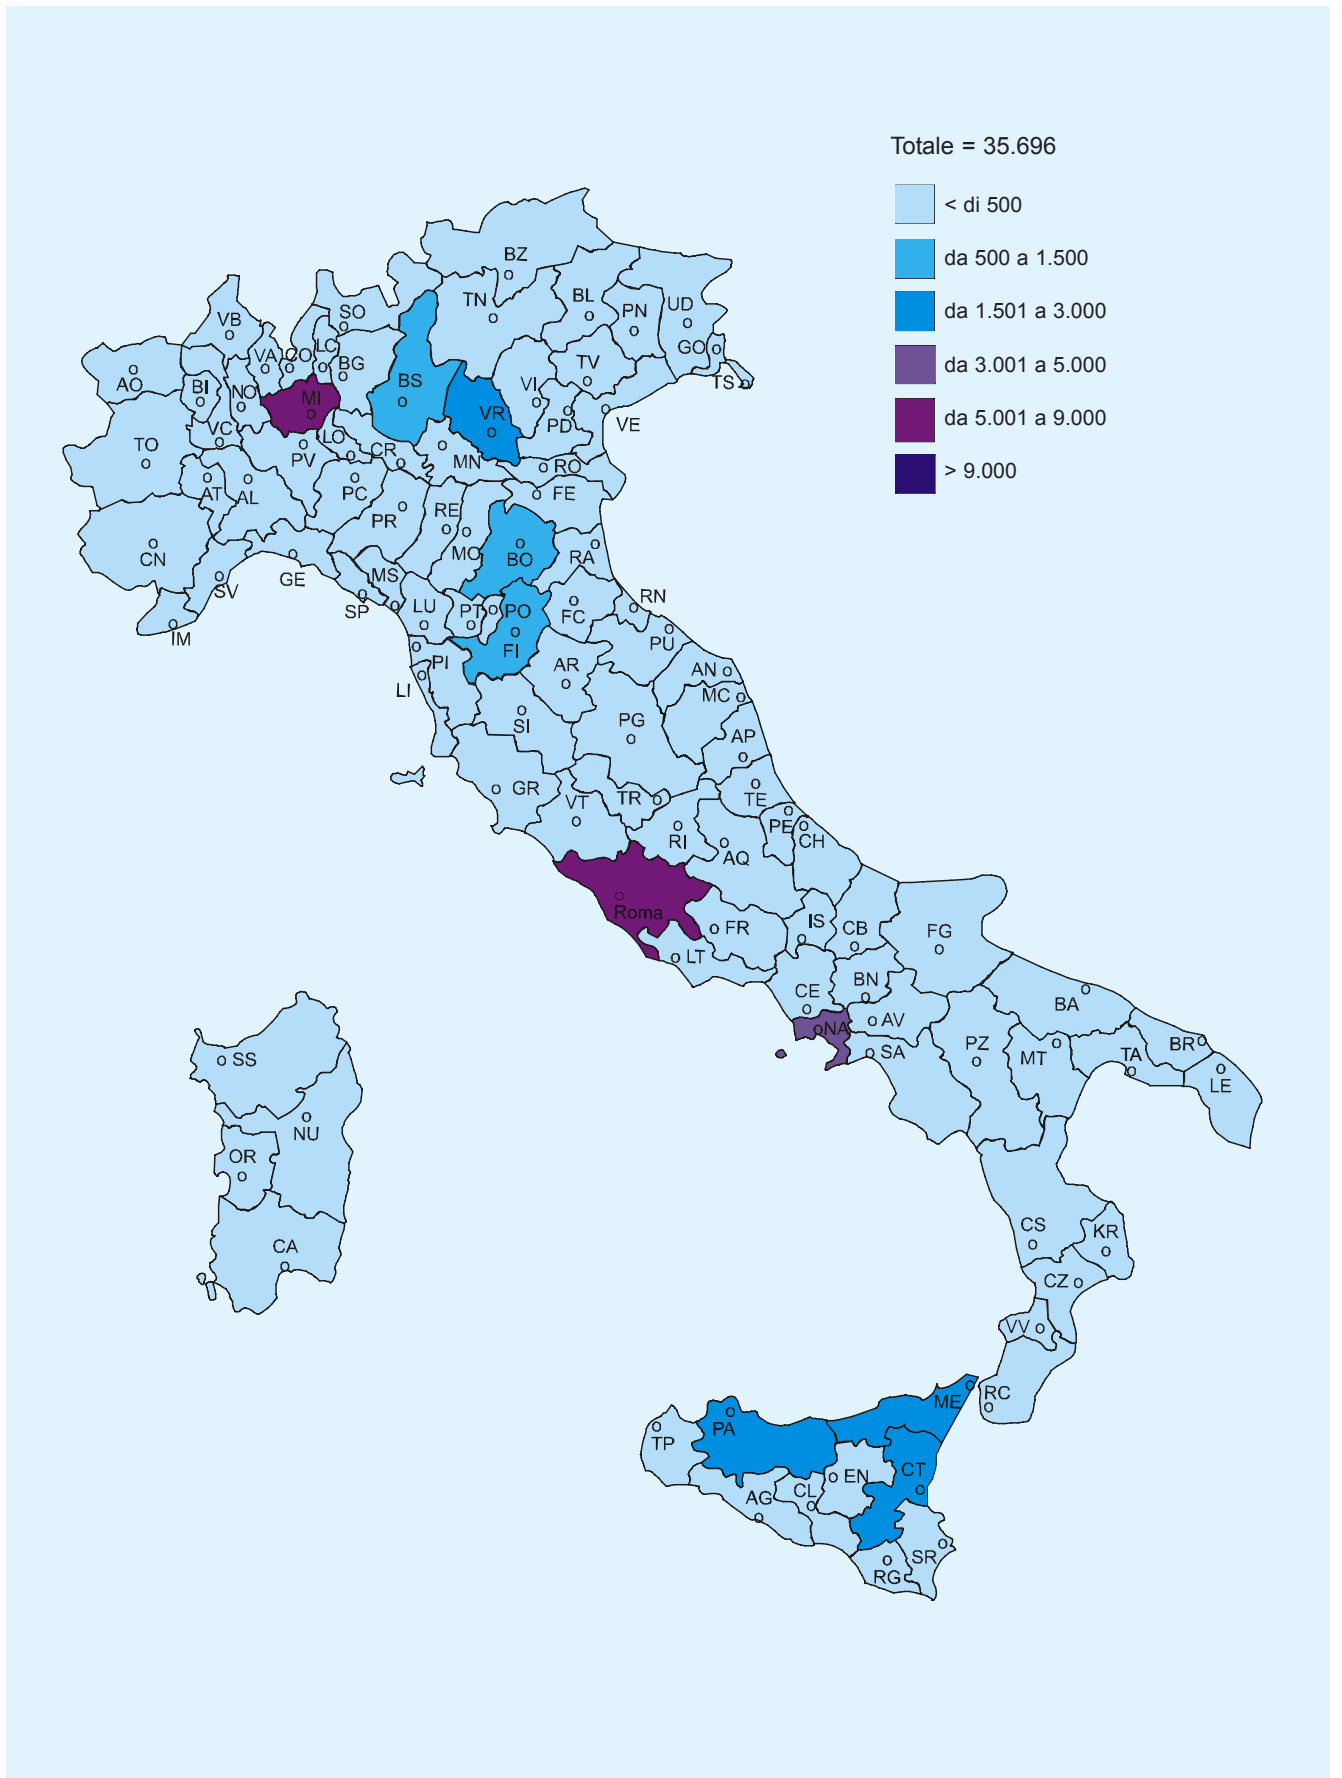 Totale = 35.696
< di 500
da 500 a 1.500
da 1.501 a 3.000
da 3.001 a 5.000
da 5.001 a 9.000
> 9.000
BZ
TN
BL
PN
UD
GO
TS
SO
VB
VA
CO
LC
BG
BS
VR
VI
TV
PD
VE
AO
BI
NO
MI
TO
VC
PV
LO
CR
MN
RO
AT
AL
PC
PR
RE
MO
FE
BO
RA
CN
SV
GE
SP
MS
LU
PT
PO
FC
RN
IM
PI
FI
AR
PU
AN
LI
SI
PG
MC
AP
GR
VT
TR
TE
RI
AQ
PE
CH
Roma
FR
LT
IS
CB
FG
CE
BN
BA
NA
AV
SA
PZ
MT
TA
BR
LE
SS
NU
OR
CA
CS
KR
CZ
VV
RC
ME
PA
TP
CT
EN
CL
AG
SR
RG